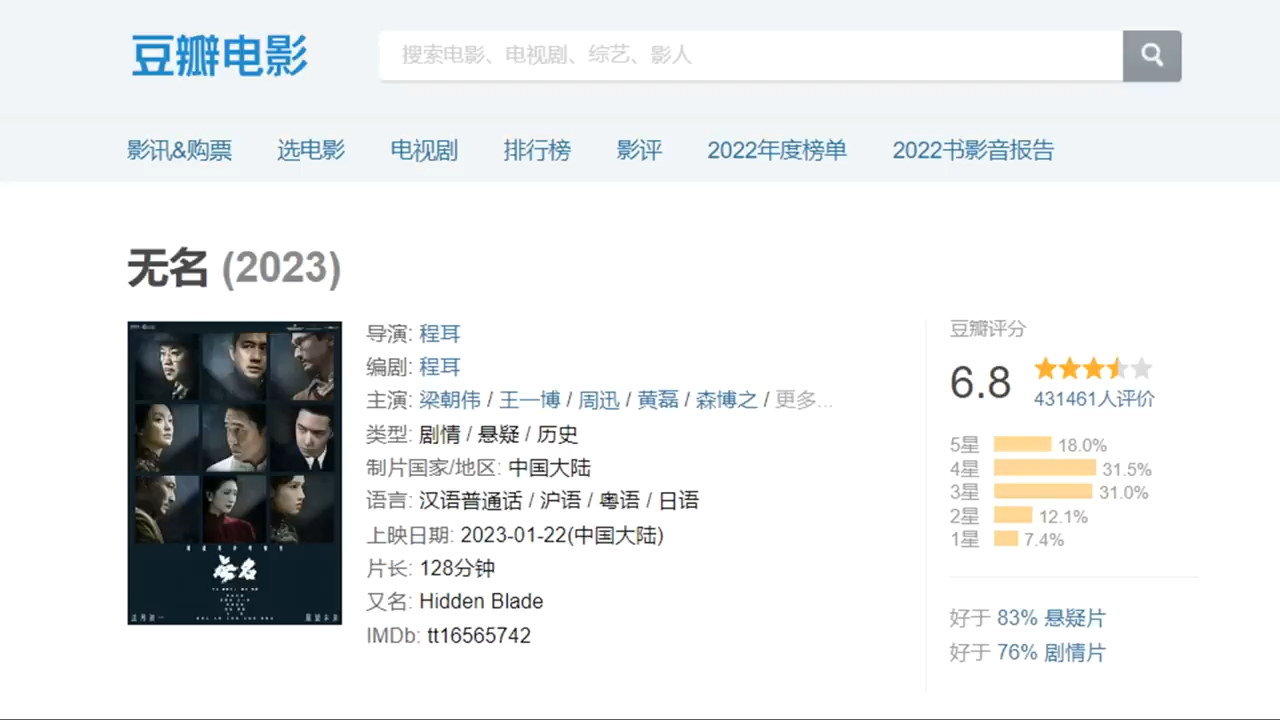 豆瓣电影
搜索电影、电视剧、综艺、影人
影讯&购票 选电影 电视剧 排行榜 影评 2022年度榜单 2022书影音报告
无名 (2023)
导演: 程耳
编剧: 程耳
主演: 梁朝伟 / 王一博 / 周迅 / 黄磊 / 森博之 / 更多...
类型: 剧情 / 悬疑 / 历史
制片国家/地区: 中国大陆
语言: 汉语普通话 / 沪语 / 粤语 / 日语
上映日期: 2023-01-22(中国大陆)
片长: 128分钟
又名: Hidden Blade
IMDb: tt16565742
無名
豆瓣评分
6.8
431461人评价
5星 18.0%
4星 31.5%
3星 31.0%
2星 12.1%
1星 7.4%
好于 83% 悬疑片
好于 76% 剧情片